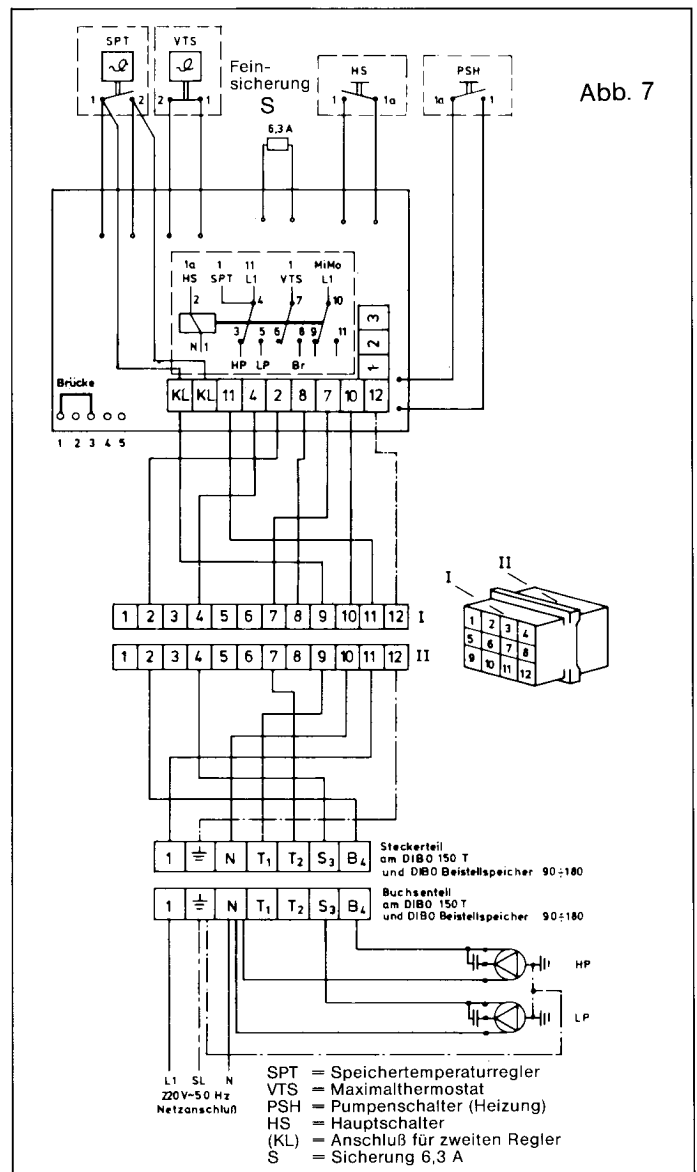 Abb. 7
SPT VTS
Fein-
sicherung
S
HS PSH
1 2 2 1
6,3 A
1 1a 1a 1
1a 1 11 1 MiMo
HS SPT L1 VTS L1
2 4 7 10
N 1 3 5 6 8 9 11
HP LP Br
3
2
1
Brücke
KL KL 11 4 2 8 7 10 12
1 2 3 4 5
1 2 3 4 5 6 7 8 9 10 11 12 I
1 2 3 4 5 6 7 8 9 10 11 12 II
I II
1 2 3 4
5 6 7 8
9 10 11 12
1 N T1 T2 S3 B4
Steckerteil
am DIBO 150 T
und DIBO Beistellspeicher 90÷180
1 N T1 T2 S3 B4
Buchsenteil
am DIBO 150 T
und DIBO Beistellspeicher 90÷180
HP
LP
L1 SL N
220V~50 Hz
Netzanschluß
SPT = Speichertemperaturregler
VTS = Maximalthermostat
PSH = Pumpenschalter (Heizung)
HS = Hauptschalter
(KL) = Anschluß für zweiten Regler
S = Sicherung 6,3 A